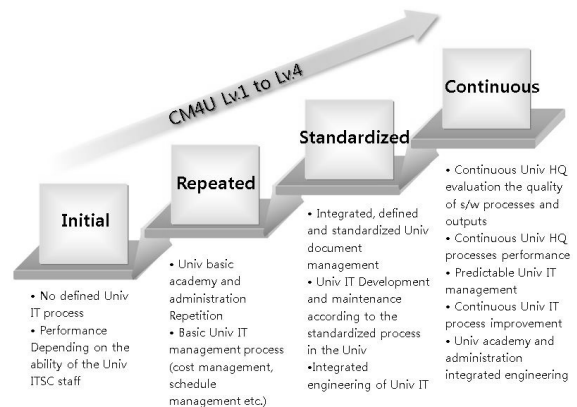 CM4U Lv.1 to Lv.4
Initial
• No defined Univ
IT process
• Performance
Depending on the
ability of the Univ
ITSC staff
Repeated
• Univ basic
academy and
administration
Repetition
• Basic Univ IT
management process
(cost management,
schedule
management etc.)
Standardized
• Integrated, defined
and standardized Univ
document
management
• Univ IT Development
and maintenance
according to the
standardized process
in the Univ
•Integrated
engineering of Univ IT
Continuous
• Continuous Univ HQ
evaluation the quality
of s/w processes and
outputs
• Continuous Univ HQ
processes performance
• Predictable Univ IT
management
• Continuous Univ IT
process improvement
• Univ academy and
administration
integrated engineering